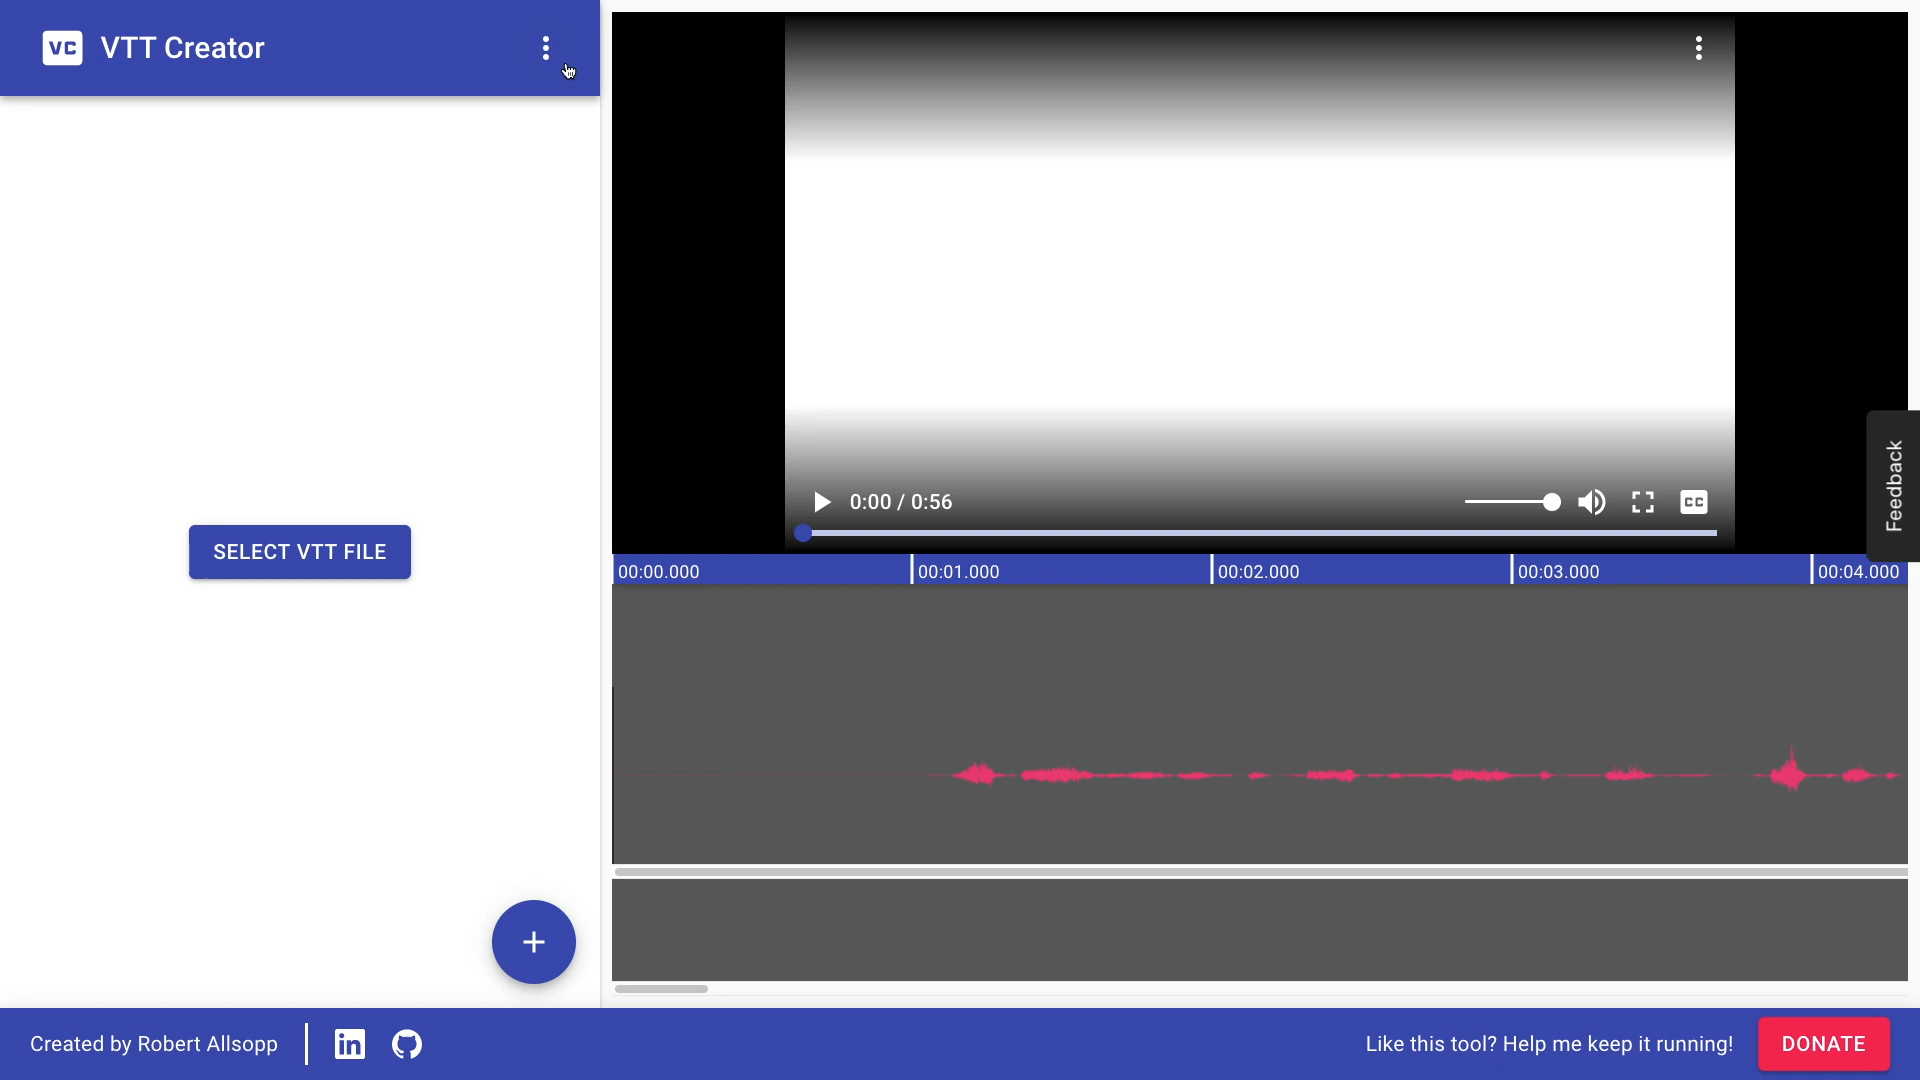 VC VTT Creator
SELECT VTT FILE
0:00 / 0:56
CC
00:00.000 00:01.000 00:02.000 00:03.000 00:04.000
Feedback
Created by Robert Allsopp
in
Like this tool? Help me keep it running!
DONATE